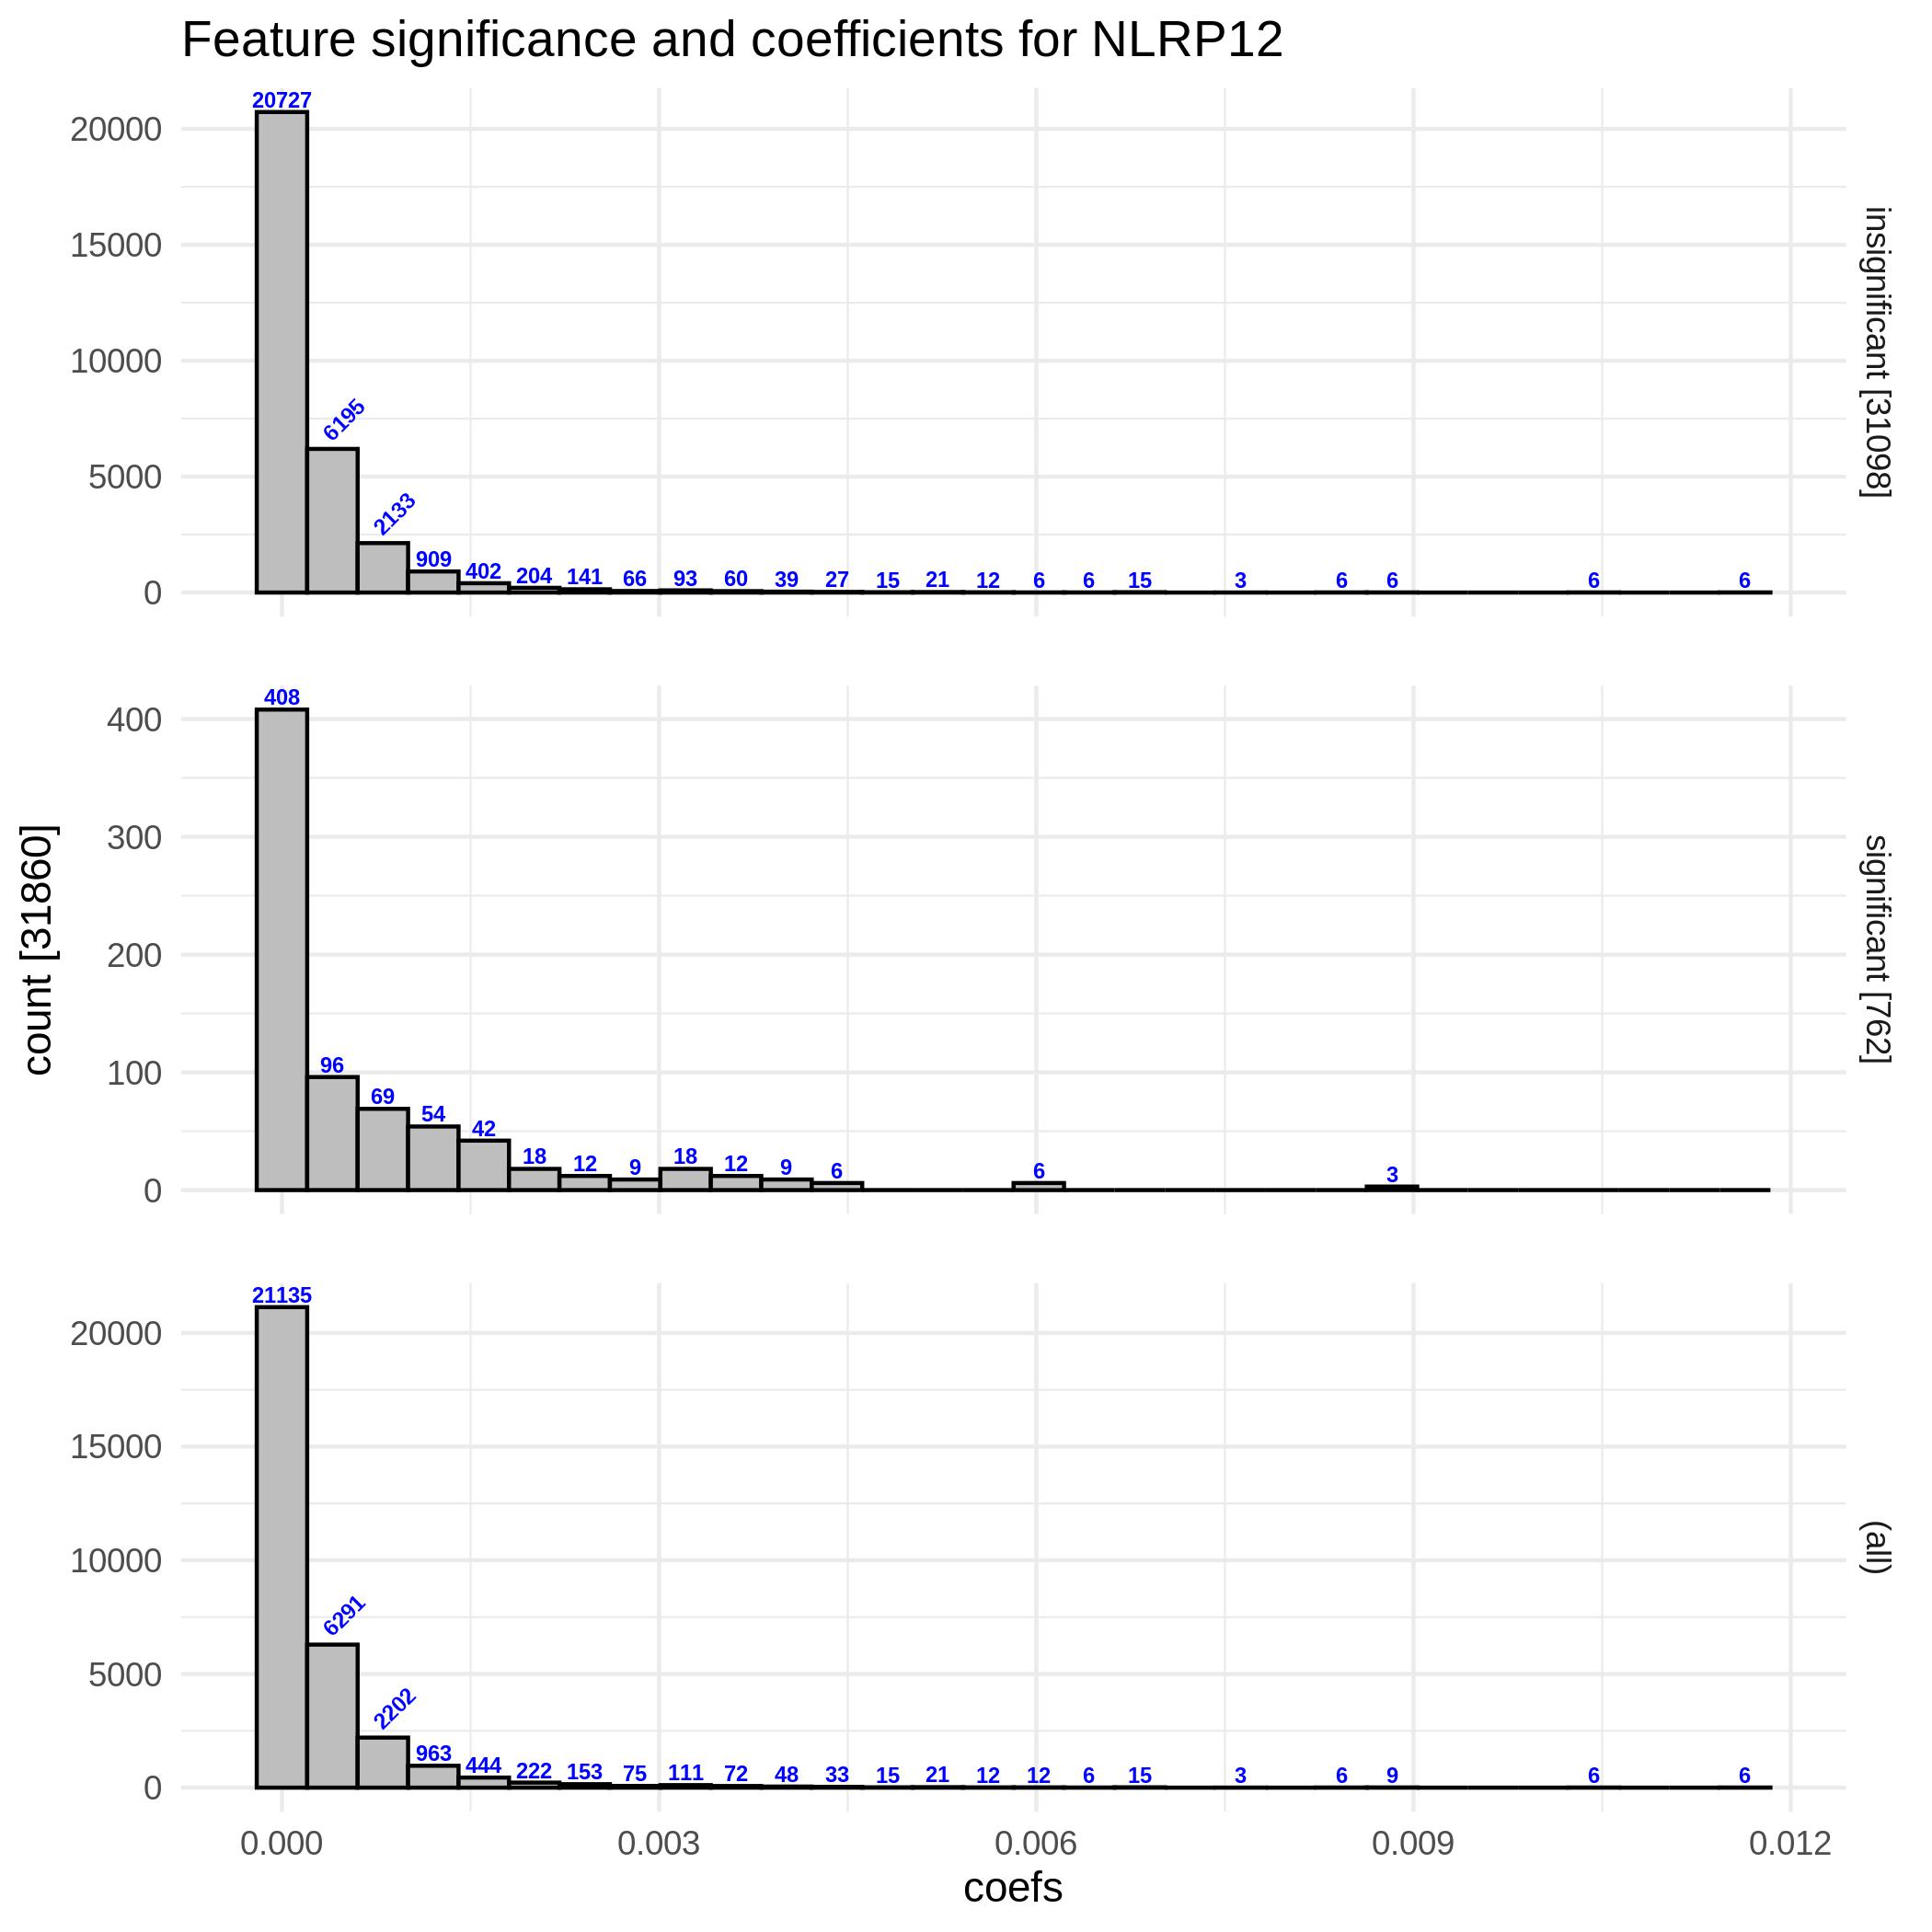 Feature significance and coefficients for NLRP12
20727
20000
15000
10000
6195
5000
2133
909 402 204 141 66 93 60 39 27 15 21 12 6 6 15 3 6 6 6 6
0
insignificant [31098]
408
400
300
200
96
100
69
54
42
18 12 9 18 12 9 6 6 3
0
significant [762]
count [31860]
21135
20000
15000
10000
6291
5000
2202
963 444 222 153 75 111 72 48 33 15 21 12 12 6 15 3 6 9 6 6
0
(all)
0.000 0.003 0.006 0.009 0.012
coefs